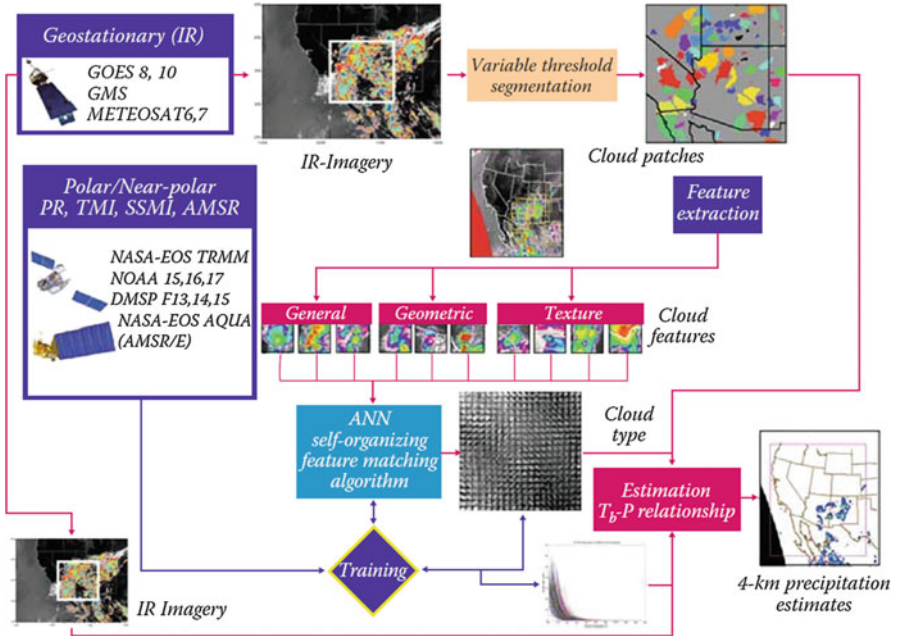 Geostationary (IR)
GOES 8, 10
GMS
METEOSAT6,7
IR-Imagery
Variable threshold
segmentation
Cloud patches
Polar/Near-polar
PR, TMI, SSMI, AMSR
NASA-EOS TRMM
NOAA 15,16,17
DMSP F13,14,15
NASA-EOS AQUA
(AMSR/E)
Feature
extraction
General
Geometric
Texture
Cloud
features
ANN
self-organizing
feature matching
algorithm
Cloud
type
Estimation
Tb-P relationship
Training
IR Imagery
4-km precipitation
estimates